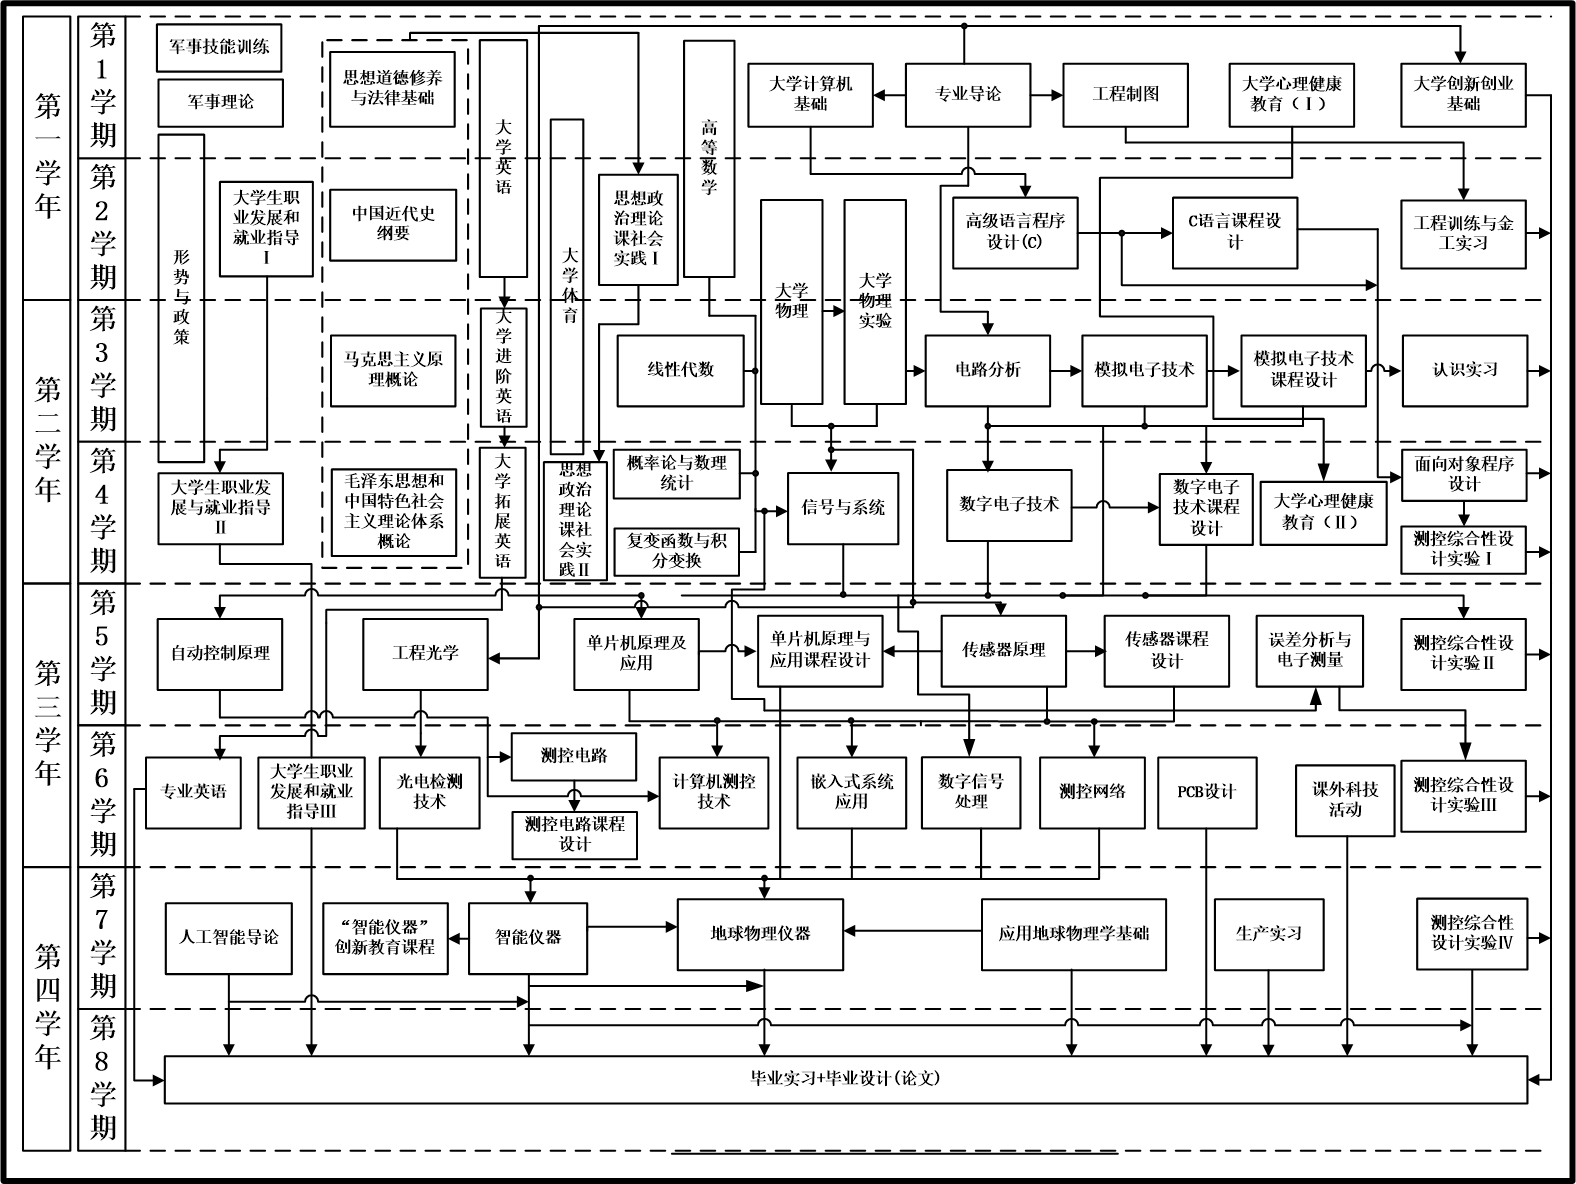 第一学年
第1学期
军事技能训练
军事理论
思想道德修养
与法律基础
大学英语
高等数学
大学计算机
基础
专业导论
工程制图
大学心理健康
教育（Ⅰ）
大学创新创业
基础
第2学期
形势与政策
大学生职
业发展和
就业指导
Ⅰ
中国近代史
纲要
大学体育
思想政
治理论
课社会
实践Ⅰ
大学
物理
大学
物理
实验
高级语言程序
设计(C)
C语言课程设
计
工程训练与金
工实习
第二学年
第3学期
马克思主义原
理概论
大学进阶英语
线性代数
电路分析
模拟电子技术
模拟电子技术
课程设计
认识实习
第4学期
大学生职业发
展与就业指导
Ⅱ
毛泽东思想和
中国特色社会
主义理论体系
概论
大学拓展英语
思想
政治
理论
课社
会实
践Ⅱ
概率论与数理
统计
复变函数与积
分变换
信号与系统
数字电子技术
数字电子
技术课程
设计
大学心理健康
教育（Ⅱ）
面向对象程序
设计
测控综合性设
计实验Ⅰ
第三学年
第5学期
自动控制原理
工程光学
单片机原理及
应用
单片机原理与
应用课程设计
传感器原理
传感器课程
设计
误差分析与
电子测量
测控综合性设
计实验Ⅱ
第6学期
专业英语
大学生职业
发展和就业
指导Ⅲ
光电检测
技术
测控电路
测控电路课程
设计
计算机测控
技术
嵌入式系统
应用
数字信号
处理
测控网络
PCB设计
课外科技
活动
测控综合性设
计实验Ⅲ
第四学年
第7学期
人工智能导论
“智能仪器”
创新教育课程
智能仪器
地球物理仪器
应用地球物理学基础
生产实习
测控综合性
设计实验Ⅳ
第8学期
毕业实习+毕业设计(论文)